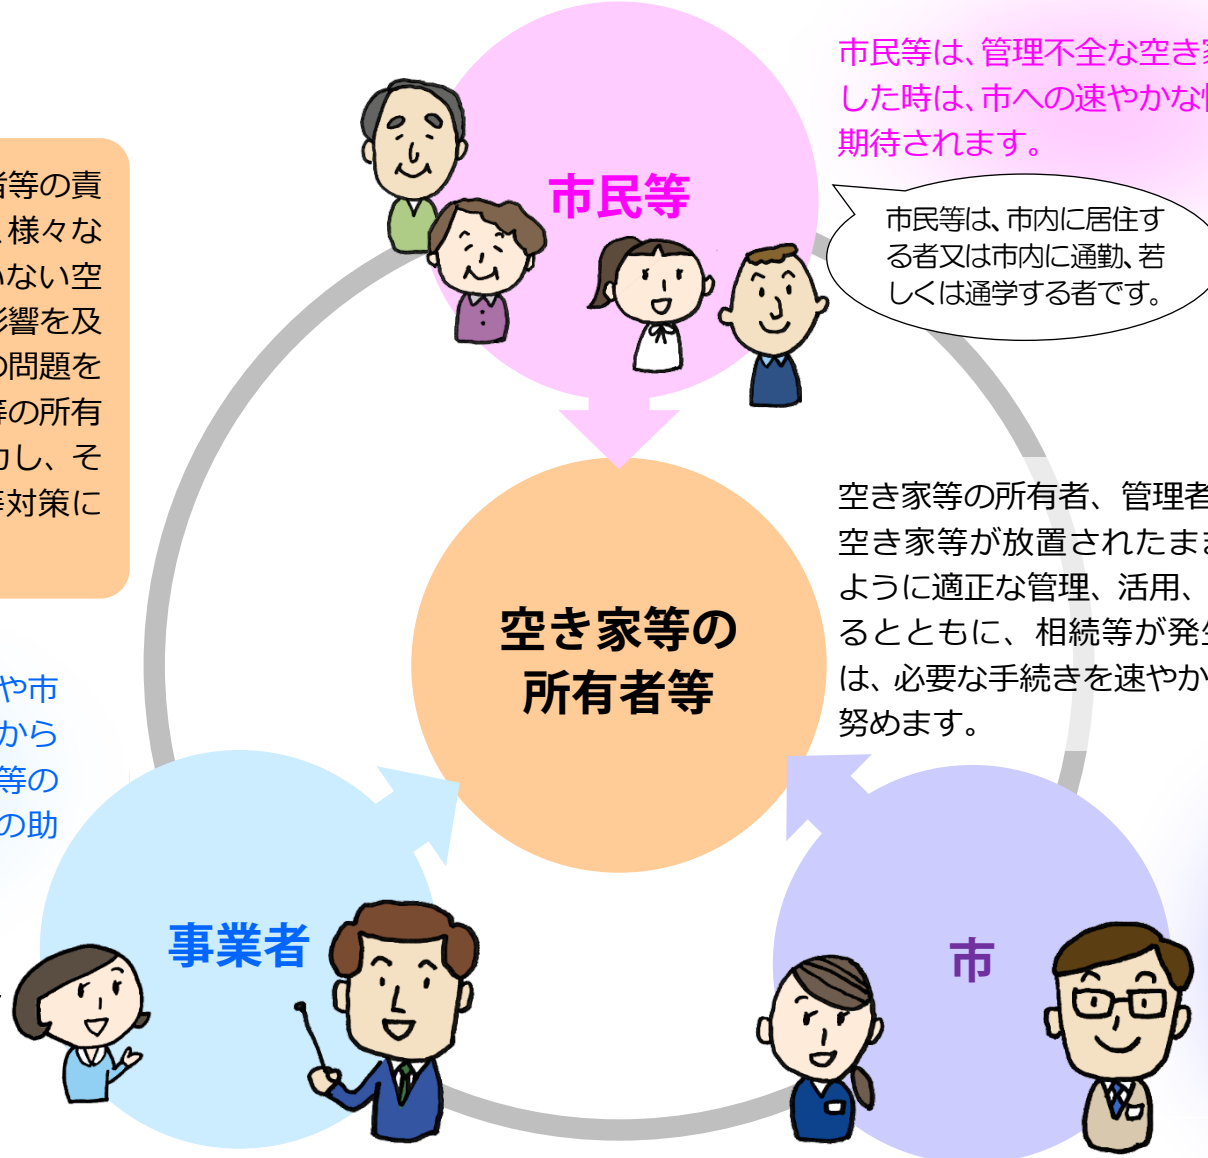 市民等は、管理不全な空き
した時は、市への速やかな
期待されます。
市民等
市民等は、市内に居住す
る者又は市内に通勤、若
しくは通学する者です。
者等の責
、様々な
いない空
影響を及
の問題を
等の所有
力し、そ
等対策に
空き家等の所有者、管理者
空き家等が放置されたまま
ように適正な管理、活用、
るとともに、相続等が発生
は、必要な手続きを速やか
努めます。
空き家等の
所有者等
や市
から
等の
の助
事業者
市